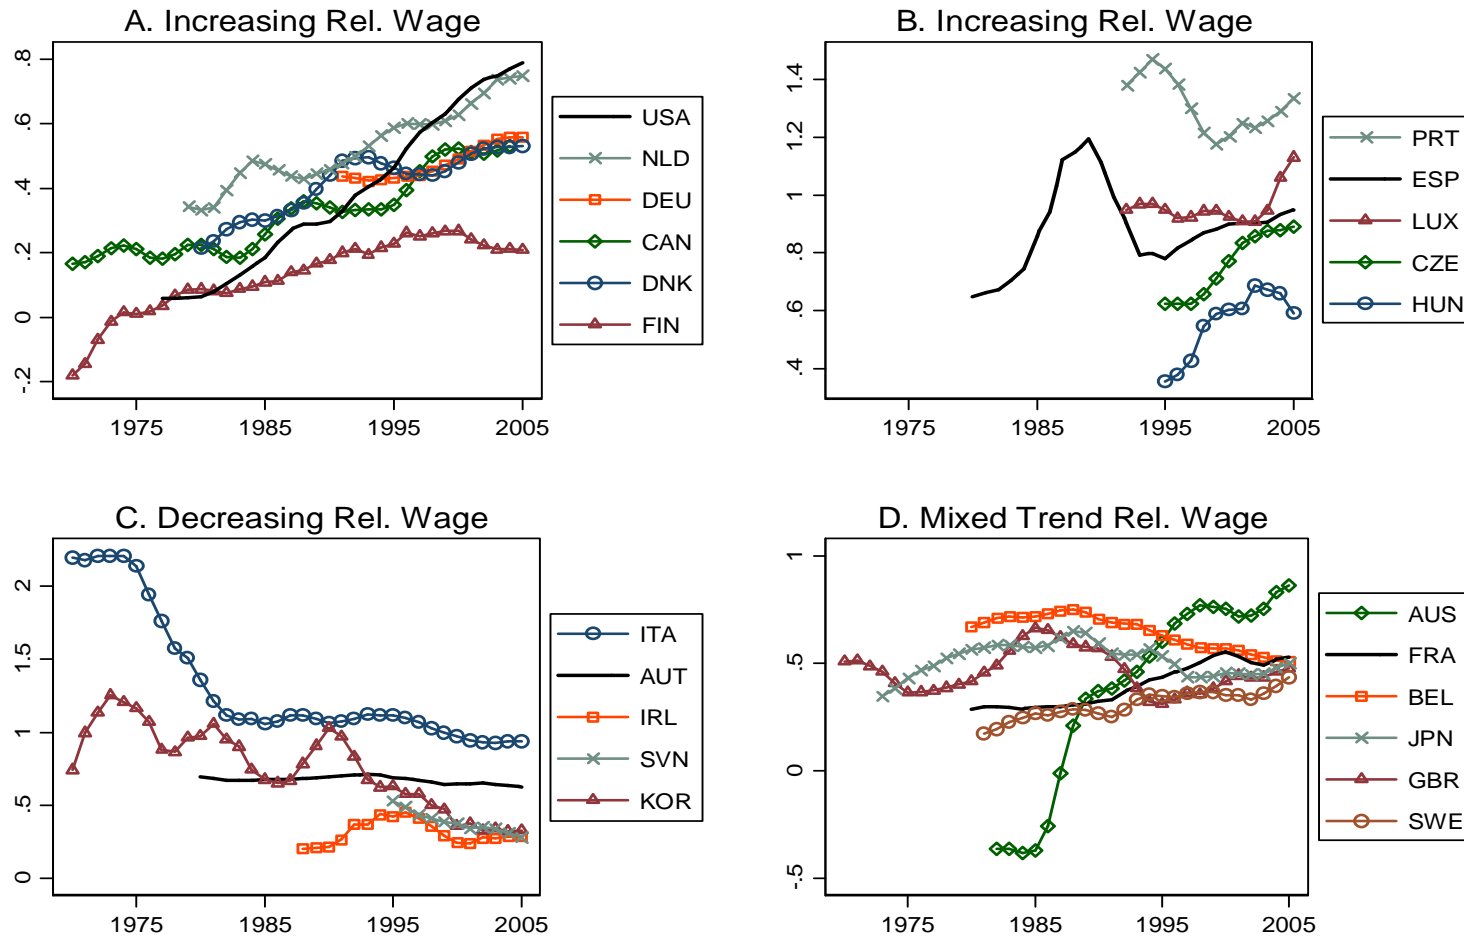 A. Increasing Rel. Wage
.8
.6
.4
.2
0
-.2
1975 1985 1995 2005
USA
NLD
DEU
CAN
DNK
FIN
B. Increasing Rel. Wage
1.4
1.2
1
.8
.6
.4
1975 1985 1995 2005
PRT
ESP
LUX
CZE
HUN
C. Decreasing Rel. Wage
2
1.5
1
.5
0
1975 1985 1995 2005
ITA
AUT
IRL
SVN
KOR
D. Mixed Trend Rel. Wage
1
.5
0
-.5
1975 1985 1995 2005
AUS
FRA
BEL
JPN
GBR
SWE